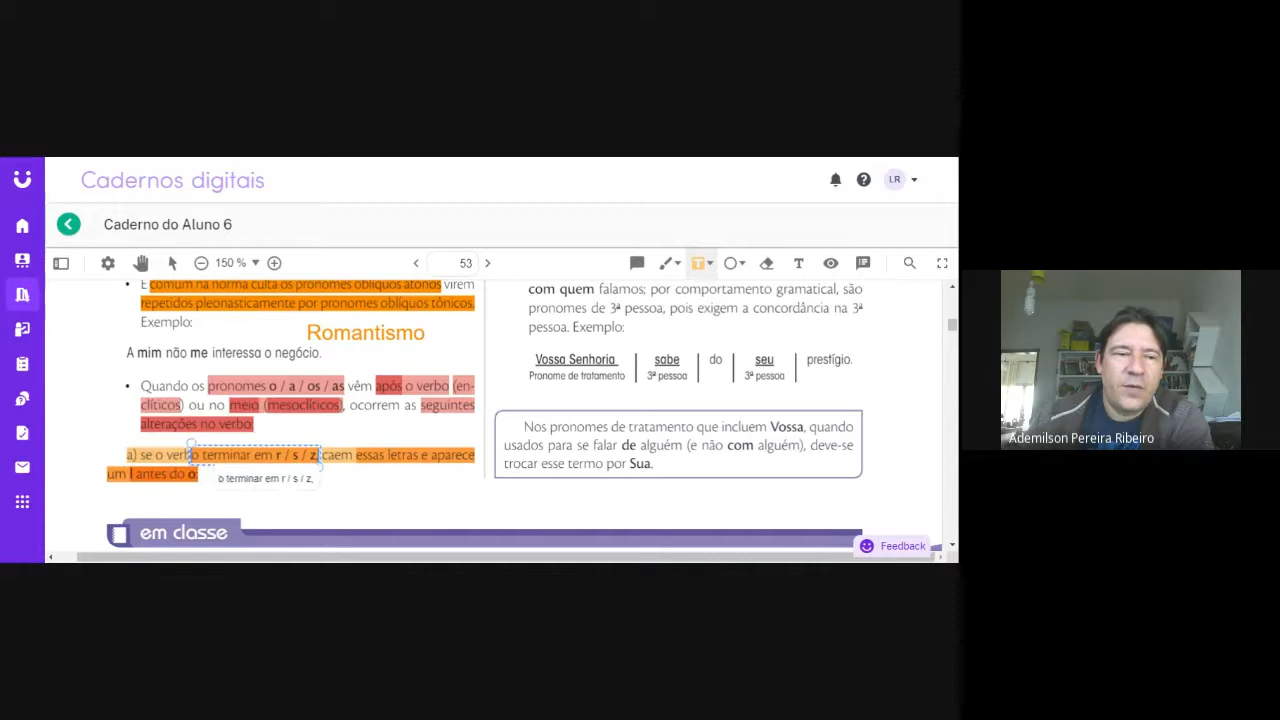 Cadernos digitais
LR
Caderno do Aluno 6
150 %
53
• É comum na norma culta os pronomes oblíquos átonos virem
repetidos pleonasticamente por pronomes oblíquos tônicos.
Exemplo:
Romantismo
A mim não me interessa o negócio.
• Quando os pronomes o / a / os / as vêm após o verbo (en-
clíticos) ou no meio (mesoclíticos), ocorrem as seguintes
alterações no verbo:
a) se o verbo terminar em r / s / z, caem essas letras e aparece
um l antes do o:
o terminar em r / s / z,
com quem falamos; por comportamento gramatical, são
pronomes de 3ª pessoa, pois exigem a concordância na 3ª
pessoa. Exemplo:
Vossa Senhoria sabe do seu prestígio.
Pronome de tratamento 3ª pessoa 3ª pessoa
Nos pronomes de tratamento que incluem Vossa, quando
usados para se falar de alguém (e não com alguém), deve-se
trocar esse termo por Sua.
em classe
Feedback
Ademilson Pereira Ribeiro